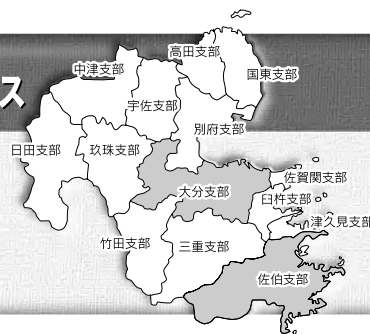 高田支部
中津支部
国東支部
ス
宇佐支部
別府支部
日田支部
玖珠支部
佐賀関支部
大分支部
臼杵支部
津久見支部
竹田支部
三重支部
佐伯支部